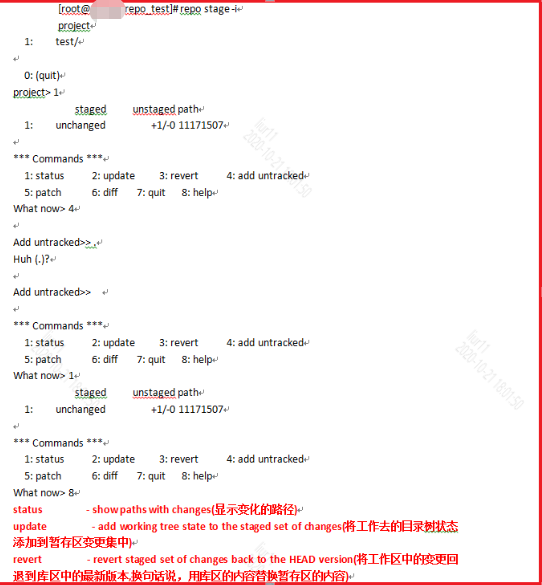 [root@ repo_test]# repo stage -i
project
1: test/
0: (quit)
project> 1
staged unstaged path
1: unchanged +1/-0 11171507
*** Commands ***
1: status 2: update 3: revert 4: add untracked
5: patch 6: diff 7: quit 8: help
What now> 4
Add untracked>> .
Huh (.)?
Add untracked>>
*** Commands ***
1: status 2: update 3: revert 4: add untracked
5: patch 6: diff 7: quit 8: help
What now> 1
staged unstaged path
1: unchanged +1/-0 11171507
*** Commands ***
1: status 2: update 3: revert 4: add untracked
5: patch 6: diff 7: quit 8: help
What now> 8
status - show paths with changes(显示变化的路径)
update - add working tree state to the staged set of changes(将工作去的目录树状态
添加到暂存区变更集中)
revert - revert staged set of changes back to the HEAD version(将工作区中的变更回
退到库区中的最新版本,换句话说，用库区的内容替换暂存区的内容)